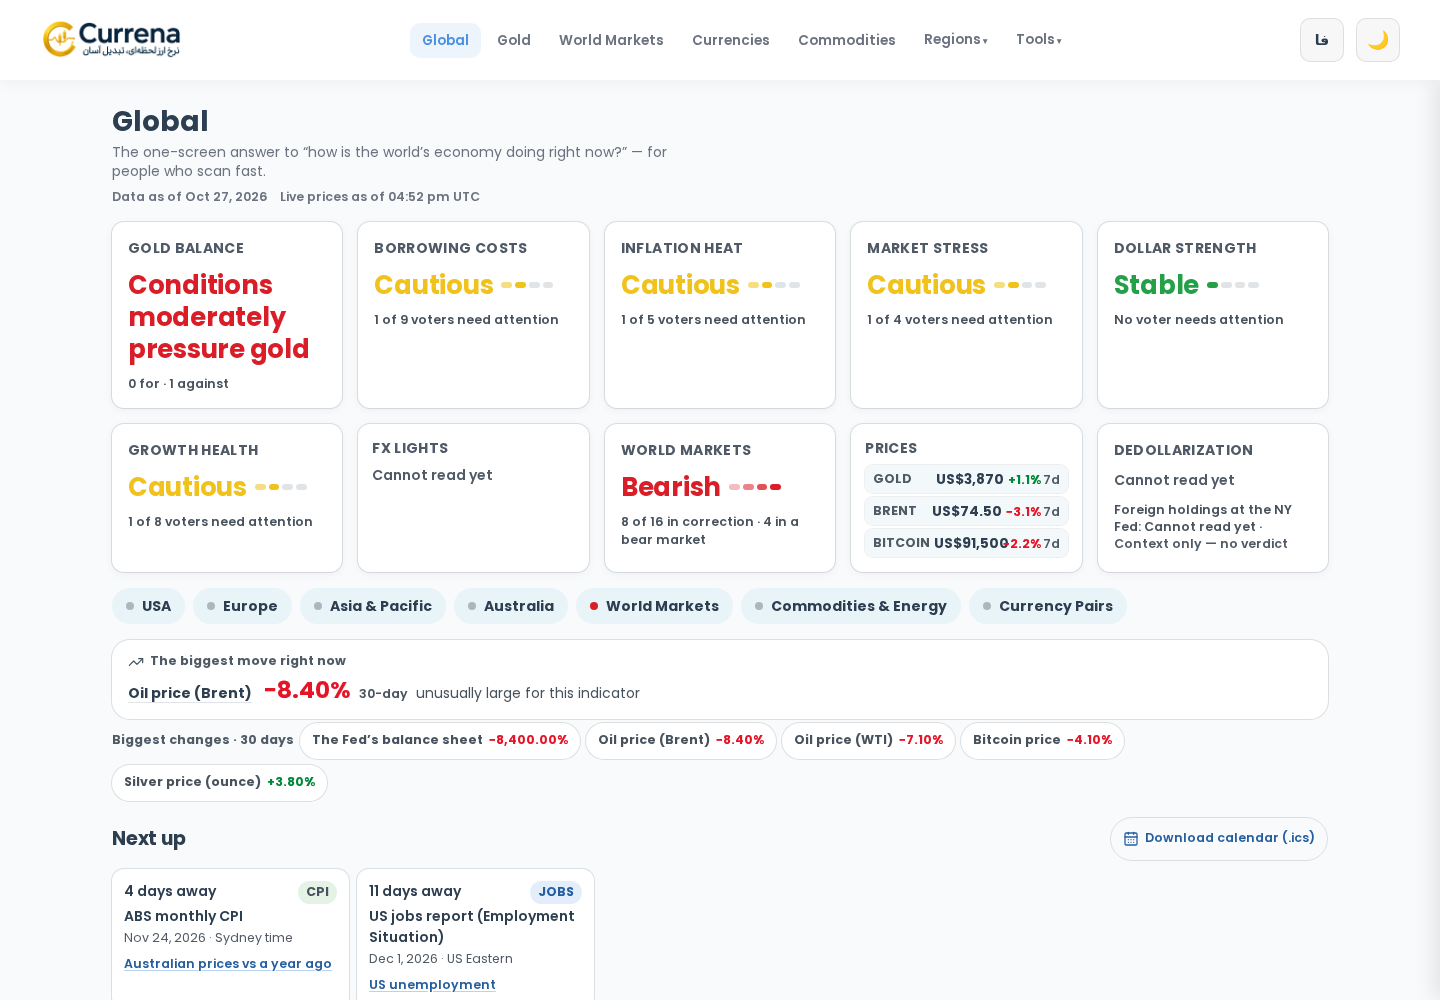 Currena
نرخ ارز لحظه‌ای، تبدیل آسان
Global
Gold
World Markets
Currencies
Commodities
Regions ▾
Tools ▾
فا
Global
The one-screen answer to “how is the world’s economy doing right now?” — for
people who scan fast.
Data as of Oct 27, 2026 Live prices as of 04:52 pm UTC
GOLD BALANCE
Conditions
moderately
pressure gold
0 for · 1 against
BORROWING COSTS
Cautious
1 of 9 voters need attention
INFLATION HEAT
Cautious
1 of 5 voters need attention
MARKET STRESS
Cautious
1 of 4 voters need attention
DOLLAR STRENGTH
Stable
No voter needs attention
GROWTH HEALTH
Cautious
1 of 8 voters need attention
FX LIGHTS
Cannot read yet
WORLD MARKETS
Bearish
8 of 16 in correction · 4 in a
bear market
PRICES
GOLD US$3,870 +1.1% 7d
BRENT US$74.50 −3.1% 7d
BITCOIN US$91,500 −2.2% 7d
DEDOLLARIZATION
Cannot read yet
Foreign holdings at the NY
Fed: Cannot read yet ·
Context only — no verdict
USA
Europe
Asia & Pacific
Australia
World Markets
Commodities & Energy
Currency Pairs
The biggest move right now
Oil price (Brent) −8.40% 30-day unusually large for this indicator
Biggest changes · 30 days
The Fed’s balance sheet −8,400.00%
Oil price (Brent) −8.40%
Oil price (WTI) −7.10%
Bitcoin price −4.10%
Silver price (ounce) +3.80%
Next up
Download calendar (.ics)
4 days away CPI
ABS monthly CPI
Nov 24, 2026 · Sydney time
Australian prices vs a year ago
11 days away JOBS
US jobs report (Employment
Situation)
Dec 1, 2026 · US Eastern
US unemployment